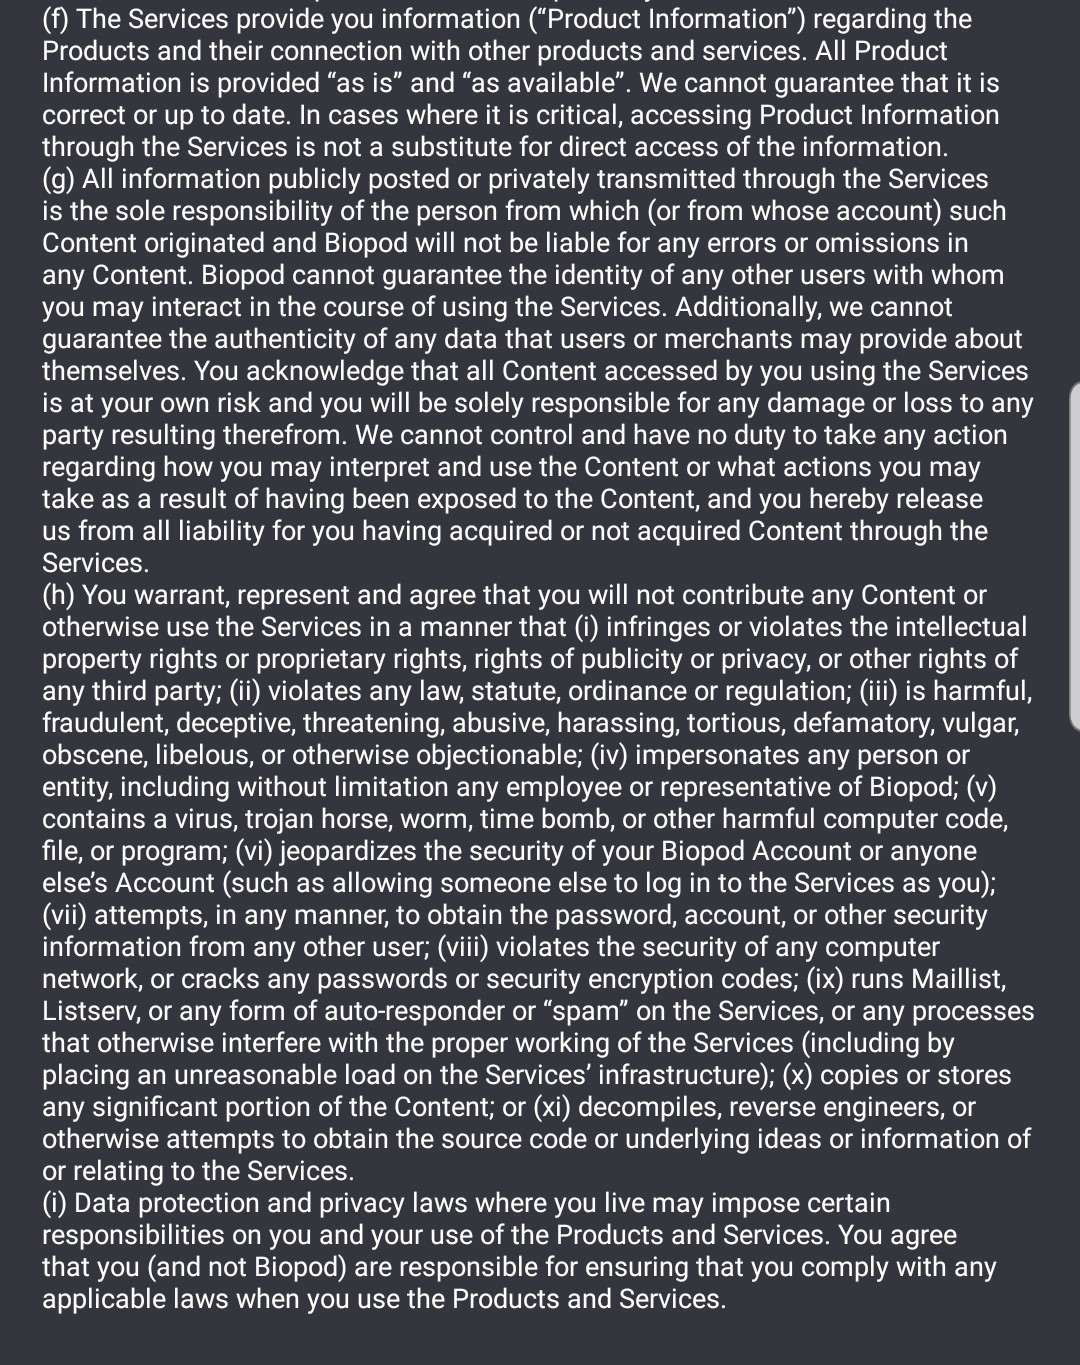 (f) The Services provide you information (“Product Information”) regarding the
Products and their connection with other products and services. All Product
Information is provided “as is” and “as available”. We cannot guarantee that it is
correct or up to date. In cases where it is critical, accessing Product Information
through the Services is not a substitute for direct access of the information.
(g) All information publicly posted or privately transmitted through the Services
is the sole responsibility of the person from which (or from whose account) such
Content originated and Biopod will not be liable for any errors or omissions in
any Content. Biopod cannot guarantee the identity of any other users with whom
you may interact in the course of using the Services. Additionally, we cannot
guarantee the authenticity of any data that users or merchants may provide about
themselves. You acknowledge that all Content accessed by you using the Services
is at your own risk and you will be solely responsible for any damage or loss to any
party resulting therefrom. We cannot control and have no duty to take any action
regarding how you may interpret and use the Content or what actions you may
take as a result of having been exposed to the Content, and you hereby release
us from all liability for you having acquired or not acquired Content through the
Services.
(h) You warrant, represent and agree that you will not contribute any Content or
otherwise use the Services in a manner that (i) infringes or violates the intellectual
property rights or proprietary rights, rights of publicity or privacy, or other rights of
any third party; (ii) violates any law, statute, ordinance or regulation; (iii) is harmful,
fraudulent, deceptive, threatening, abusive, harassing, tortious, defamatory, vulgar,
obscene, libelous, or otherwise objectionable; (iv) impersonates any person or
entity, including without limitation any employee or representative of Biopod; (v)
contains a virus, trojan horse, worm, time bomb, or other harmful computer code,
file, or program; (vi) jeopardizes the security of your Biopod Account or anyone
else’s Account (such as allowing someone else to log in to the Services as you);
(vii) attempts, in any manner, to obtain the password, account, or other security
information from any other user; (viii) violates the security of any computer
network, or cracks any passwords or security encryption codes; (ix) runs Maillist,
Listserv, or any form of auto-responder or “spam” on the Services, or any processes
that otherwise interfere with the proper working of the Services (including by
placing an unreasonable load on the Services’ infrastructure); (x) copies or stores
any significant portion of the Content; or (xi) decompiles, reverse engineers, or
otherwise attempts to obtain the source code or underlying ideas or information of
or relating to the Services.
(i) Data protection and privacy laws where you live may impose certain
responsibilities on you and your use of the Products and Services. You agree
that you (and not Biopod) are responsible for ensuring that you comply with any
applicable laws when you use the Products and Services.